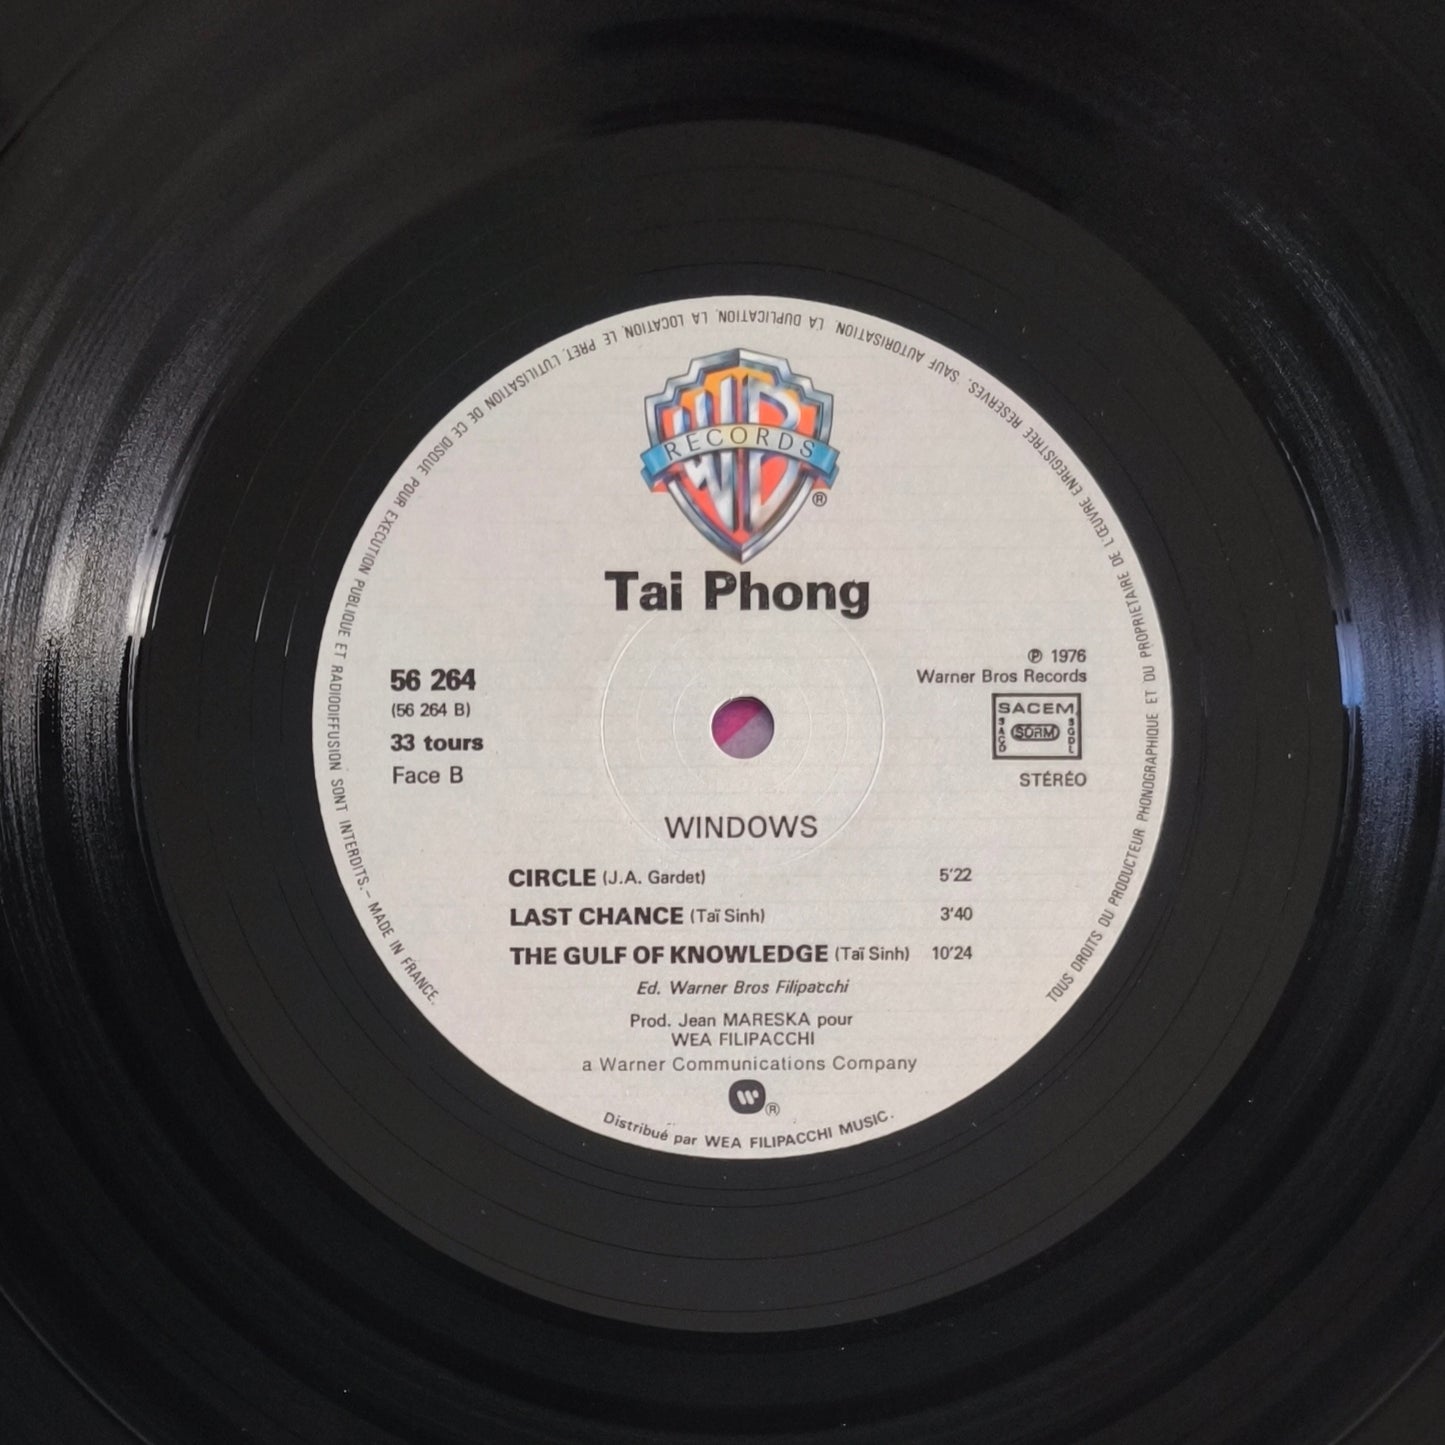 TOUS DROITS DU PRODUCTEUR PHONOGRAPHIQUE ET DU PROPRIETAIRE DE L'ŒUVRE ENREGISTREE RESERVES. SAUF AUTORISATION, LA DUPLICATION, LA LOCATION, LE PRET, L'UTILISATION DE CE DISQUE POUR EXECUTION PUBLIQUE ET RADIODIFFUSION SONT INTERDITS. - MADE IN FRANCE.
WB
RECORDS
®
Tai Phong
56 264
(56 264 B)
33 tours
Face B
℗ 1976
Warner Bros Records
SACEM
SACD
SDRM
SGDL
STÉRÉO
WINDOWS
CIRCLE (J.A. Gardet) 5'22
LAST CHANCE (Taï Sinh) 3'40
THE GULF OF KNOWLEDGE (Taï Sinh) 10'24
Ed. Warner Bros Filipacchi
Prod. Jean MARESKA pour
WEA FILIPACCHI
a Warner Communications Company
®
Distribué par WEA FILIPACCHI MUSIC.